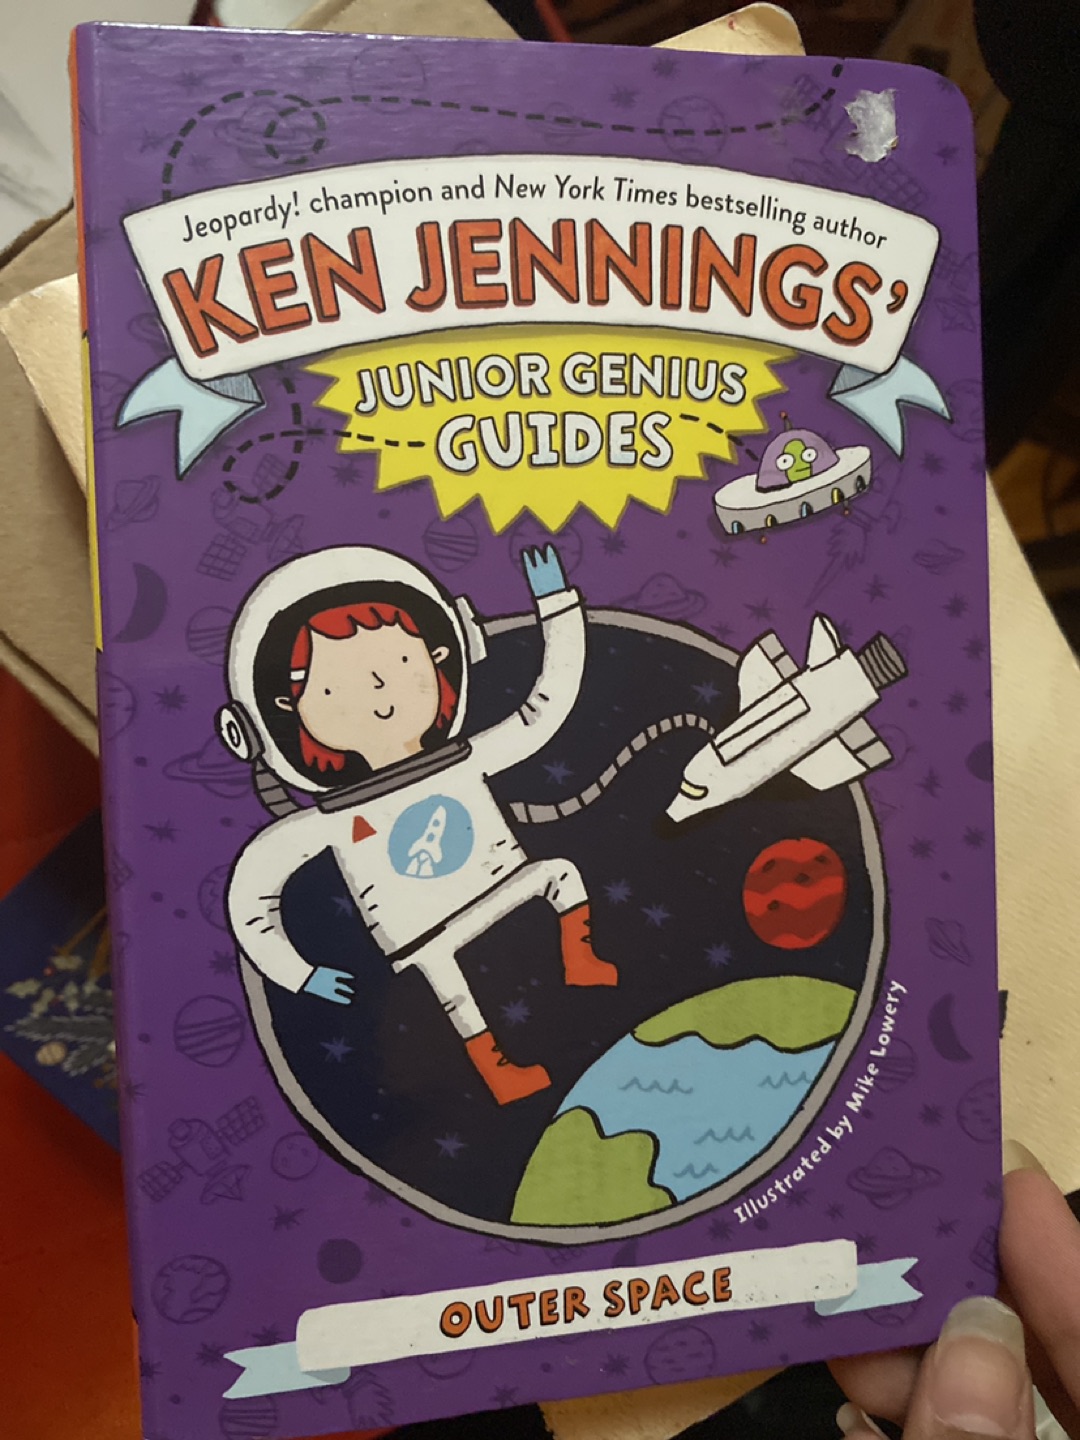 Jeopardy! champion and New York Times bestselling author
KEN JENNINGS'
JUNIOR GENIUS
GUIDES
Illustrated by Mike Lowery
OUTER SPACE